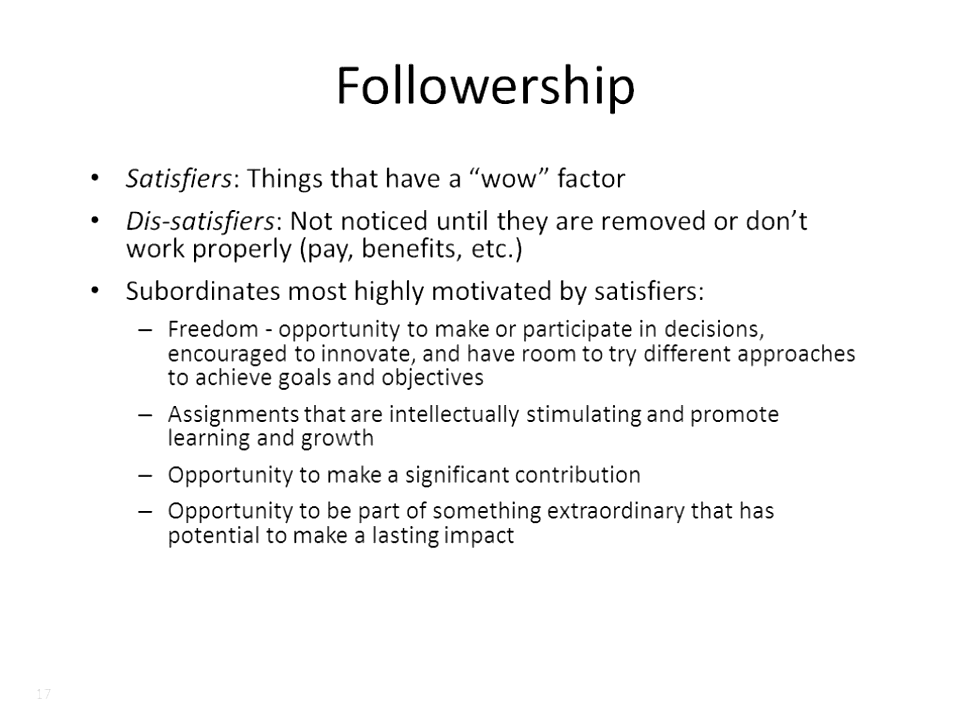 Followership
• Satisfiers: Things that have a “wow” factor
• Dis-satisfiers: Not noticed until they are removed or don’t
work properly (pay, benefits, etc.)
• Subordinates most highly motivated by satisfiers:
– Freedom - opportunity to make or participate in decisions,
encouraged to innovate, and have room to try different approaches
to achieve goals and objectives
– Assignments that are intellectually stimulating and promote
learning and growth
– Opportunity to make a significant contribution
– Opportunity to be part of something extraordinary that has
potential to make a lasting impact
17